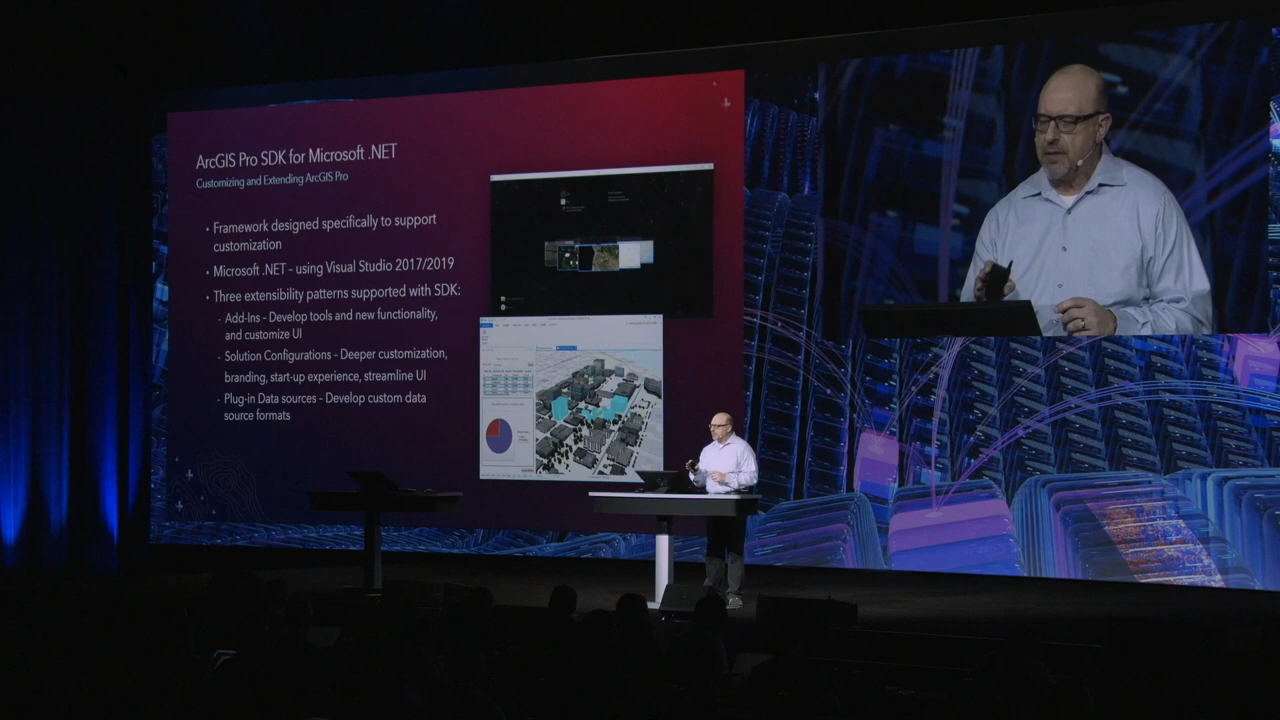 ArcGIS Pro SDK for Microsoft .NET
Customizing and Extending ArcGIS Pro
• Framework designed specifically to support
customization
• Microsoft .NET – using Visual Studio 2017/2019
• Three extensibility patterns supported with SDK:
- Add-Ins – Develop tools and new functionality,
and customize UI
- Solution Configurations – Deeper customization,
branding, start-up experience, streamline UI
- Plug-in Data sources – Develop custom data
source formats